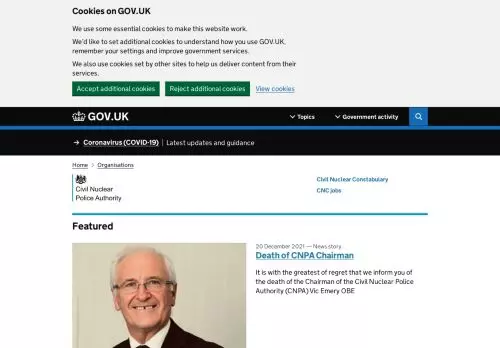 Cookies on GOV.UK
We use some essential cookies to make this website work.
We'd like to set additional cookies to understand how you use GOV.UK,
remember your settings and improve government services.
We also use cookies set by other sites to help us deliver content from their
services.
Accept additional cookies Reject additional cookies View cookies
GOV.UK Topics Government activity
→ Coronavirus (COVID-19) Latest updates and guidance
Home > Organisations
Civil Nuclear
Police Authority
Civil Nuclear Constabulary
CNC jobs
Featured
20 December 2021 — News story
Death of CNPA Chairman
It is with the greatest of regret that we inform you of
the death of the Chairman of the Civil Nuclear Police
Authority (CNPA) Vic Emery OBE